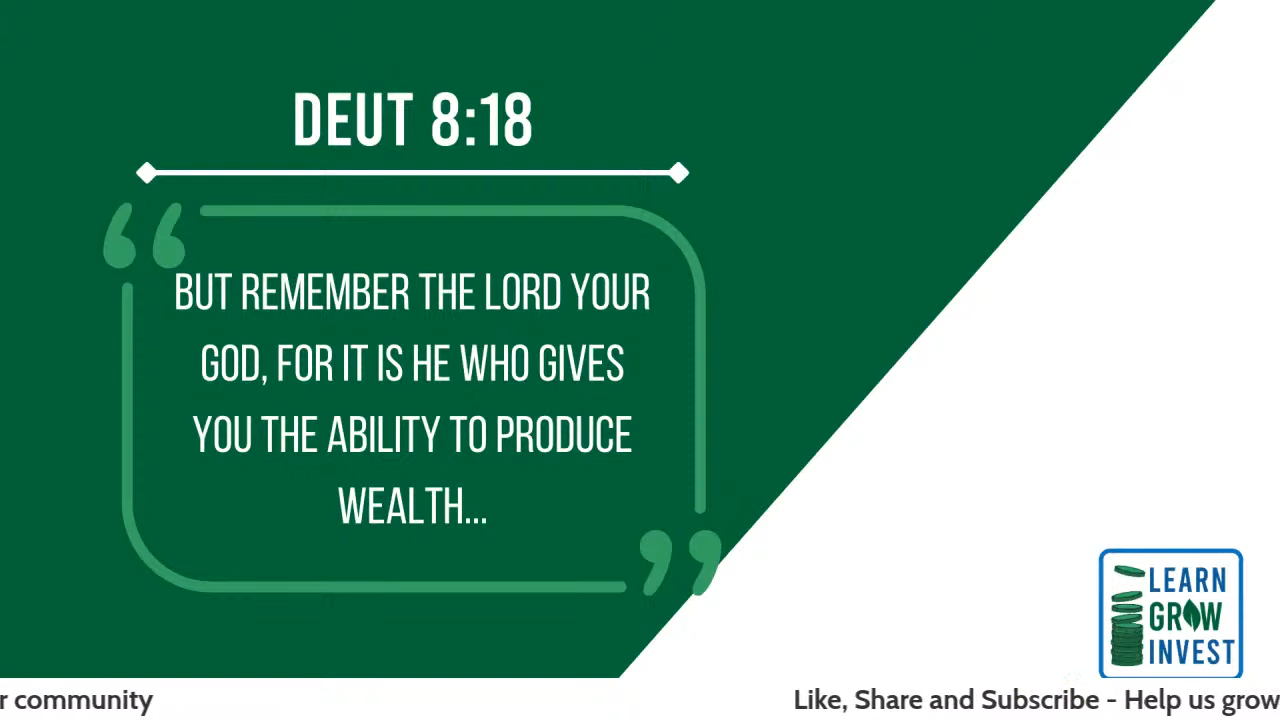 DEUT 8:18
BUT REMEMBER THE LORD YOUR
GOD, FOR IT IS HE WHO GIVES
YOU THE ABILITY TO PRODUCE
WEALTH...
LEARN
GROW
INVEST
r community
Like, Share and Subscribe - Help us grow